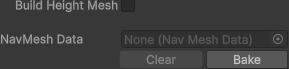 Build Height Mesh
NavMesh Data None (Nav Mesh Data)
Clear Bake